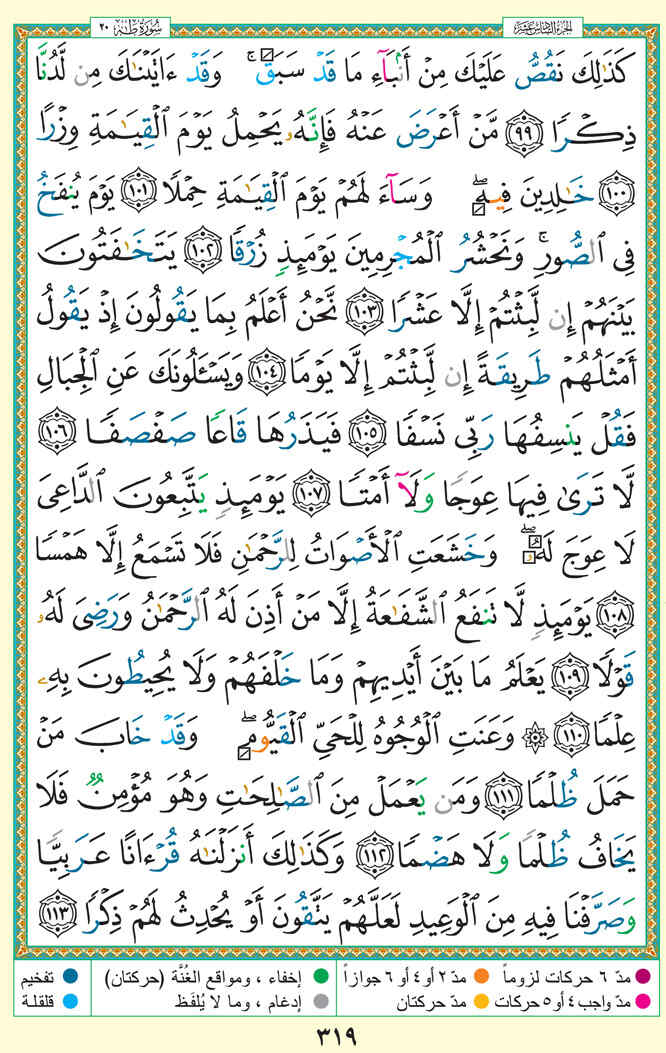 سُورَةُ طه ٢٠
الجزء السادس عشر
كَذَٰلِكَ نَقُصُّ عَلَيْكَ مِنْ أَنۢبَآءِ مَا قَدْ سَبَقَ ۚ وَقَدْ ءَاتَيْنَـٰكَ مِن لَّدُنَّا
ذِكْرًا ﴿٩٩﴾ مَّنْ أَعْرَضَ عَنْهُ فَإِنَّهُۥ يَحْمِلُ يَوْمَ ٱلْقِيَـٰمَةِ وِزْرًا
﴿١٠٠﴾ خَـٰلِدِينَ فِيهِ ۖ وَسَآءَ لَهُمْ يَوْمَ ٱلْقِيَـٰمَةِ حِمْلًا ﴿١٠١﴾ يَوْمَ يُنفَخُ
فِى ٱلصُّورِ ۚ وَنَحْشُرُ ٱلْمُجْرِمِينَ يَوْمَئِذٍ زُرْقًا ﴿١٠٢﴾ يَتَخَـٰفَتُونَ
بَيْنَهُمْ إِن لَّبِثْتُمْ إِلَّا عَشْرًا ﴿١٠٣﴾ نَّحْنُ أَعْلَمُ بِمَا يَقُولُونَ إِذْ يَقُولُ
أَمْثَلُهُمْ طَرِيقَةً إِن لَّبِثْتُمْ إِلَّا يَوْمًا ﴿١٠٤﴾ وَيَسْـَٔلُونَكَ عَنِ ٱلْجِبَالِ
فَقُلْ يَنسِفُهَا رَبِّى نَسْفًا ﴿١٠٥﴾ فَيَذَرُهَا قَاعًا صَفْصَفًا ﴿١٠٦﴾
لَّا تَرَىٰ فِيهَا عِوَجًا وَلَآ أَمْتًا ﴿١٠٧﴾ يَوْمَئِذٍ يَتَّبِعُونَ ٱلدَّاعِىَ
لَا عِوَجَ لَهُۥ ۖ وَخَشَعَتِ ٱلْأَصْوَاتُ لِلرَّحْمَـٰنِ فَلَا تَسْمَعُ إِلَّا هَمْسًا
﴿١٠٨﴾ يَوْمَئِذٍ لَّا تَنفَعُ ٱلشَّفَـٰعَةُ إِلَّا مَنْ أَذِنَ لَهُ ٱلرَّحْمَـٰنُ وَرَضِىَ لَهُۥ
قَوْلًا ﴿١٠٩﴾ يَعْلَمُ مَا بَيْنَ أَيْدِيهِمْ وَمَا خَلْفَهُمْ وَلَا يُحِيطُونَ بِهِۦ
عِلْمًا ﴿١١٠﴾ ۞ وَعَنَتِ ٱلْوُجُوهُ لِلْحَىِّ ٱلْقَيُّومِ ۖ وَقَدْ خَابَ مَنْ
حَمَلَ ظُلْمًا ﴿١١١﴾ وَمَن يَعْمَلْ مِنَ ٱلصَّـٰلِحَـٰتِ وَهُوَ مُؤْمِنٌ فَلَا
يَخَافُ ظُلْمًا وَلَا هَضْمًا ﴿١١٢﴾ وَكَذَٰلِكَ أَنزَلْنَـٰهُ قُرْءَانًا عَرَبِيًّا
وَصَرَّفْنَا فِيهِ مِنَ ٱلْوَعِيدِ لَعَلَّهُمْ يَتَّقُونَ أَوْ يُحْدِثُ لَهُمْ ذِكْرًا ﴿١١٣﴾
مدّ ٦ حركات لزوماً مدّ ٢ أو ٤ أو ٦ جوازاً إخفاء ، ومواقع الغُنَّة (حركتان) تفخيم
مدّ واجب ٤ أو ٥ حركات مدّ حركتان إدغام ، وما لا يُلفَظ قلقلة
٣١٩